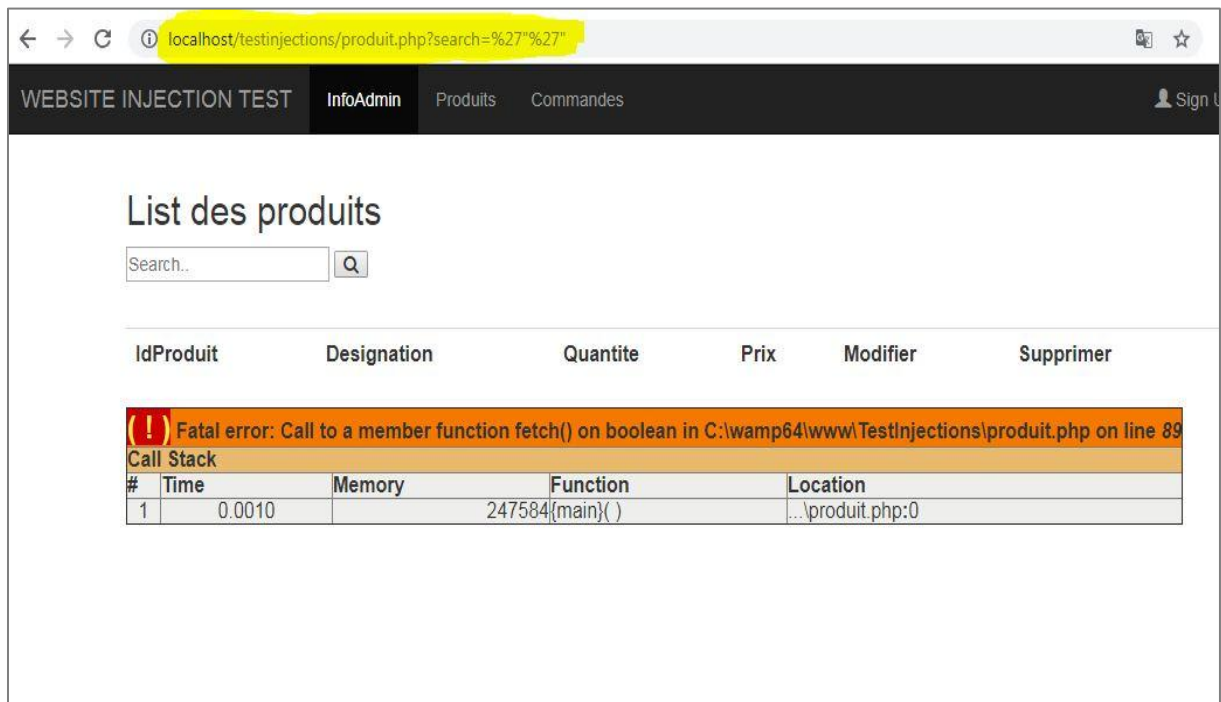 localhost/testinjections/produit.php?search=%27"%27"
WEBSITE INJECTION TEST InfoAdmin Produits Commandes Sign
List des produits
Search..
IdProduit Designation Quantite Prix Modifier Supprimer
( ! ) Fatal error: Call to a member function fetch() on boolean in C:\wamp64\www\TestInjections\produit.php on line 89
Call Stack
# Time Memory Function Location
1 0.0010 247584 {main}( ) ...\produit.php:0